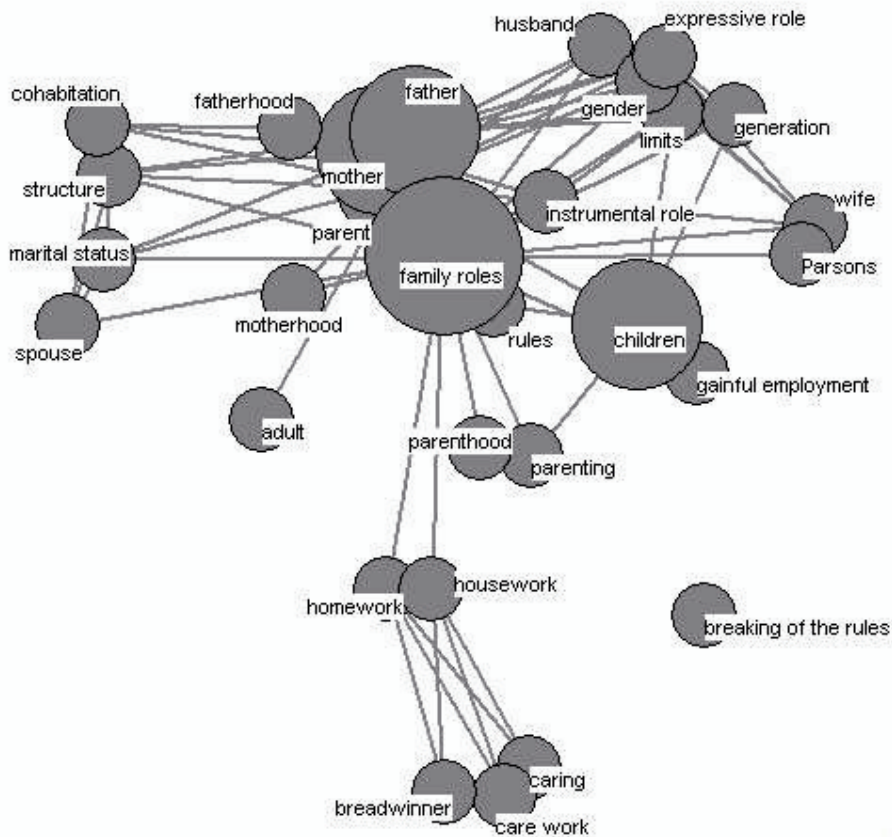 husband
expressive role
cohabitation
fatherhood
father
gender
generation
limits
structure
mother
wife
instrumental role
parent
marital status
family roles
Parsons
motherhood
rules
children
spouse
gainful employment
adult
parenthood
parenting
housework
homework
breaking of the rules
caring
breadwinner
care work